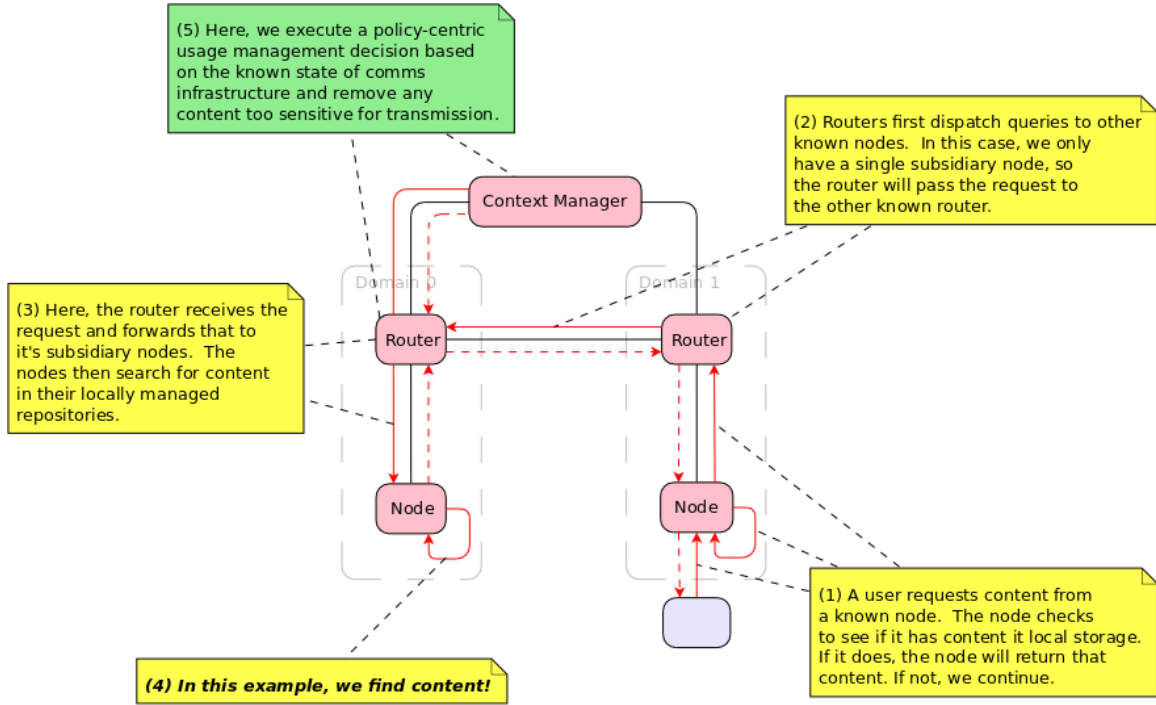 (5) Here, we execute a policy-centric
usage management decision based
on the known state of comms
infrastructure and remove any
content too sensitive for transmission.
(2) Routers first dispatch queries to other
known nodes.  In this case, we only
have a single subsidiary node, so
the router will pass the request to
the other known router.
Context Manager
Domain 0
Domain 1
(3) Here, the router receives the
request and forwards that to
it's subsidiary nodes.  The
nodes then search for content
in their locally managed
repositories.
Router
Router
Node
Node
(1) A user requests content from
a known node.  The node checks
to see if it has content it local storage.
If it does, the node will return that
content. If not, we continue.
(4) In this example, we find content!